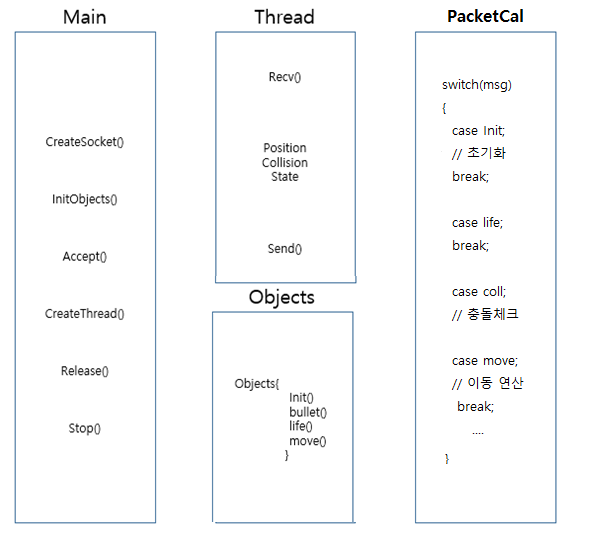 Main
CreateSocket()
InitObjects()
Accept()
CreateThread()
Release()
Stop()
Thread
Recv()
Position
Collision
State
Send()
Objects
Objects{
Init()
bullet()
life()
move()
}
PacketCal
switch(msg)
{
case Init;
// 초기화
break;
case life;
break;
case coll;
// 충돌체크
case move;
// 이동 연산
break;
....
}